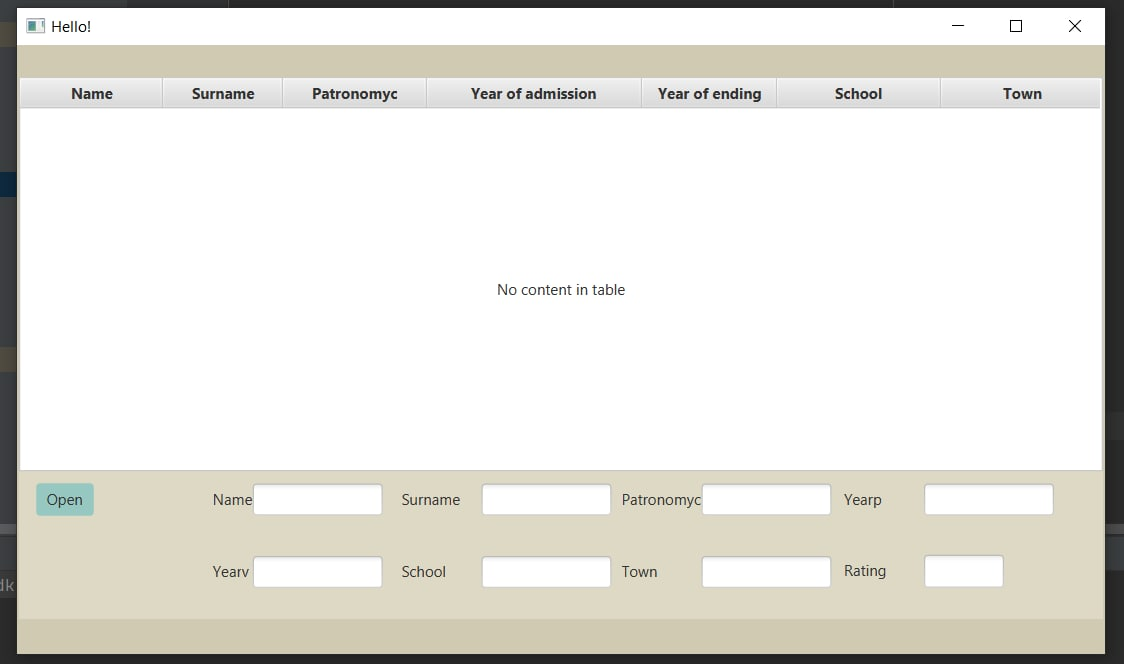 Hello!
Name Surname Patronomyc Year of admission Year of ending School Town
No content in table
Open Name Surname Patronomyc Yearp
Yearv School Town Rating
dk